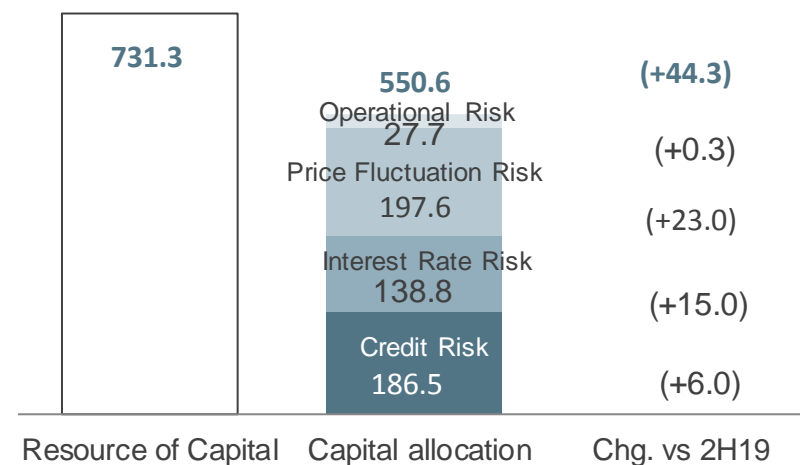 731.3
550.6
(+44.3)
Operational Risk
27.7
(+0.3)
Price Fluctuation Risk
197.6
(+23.0)
Interest Rate Risk
138.8
(+15.0)
Credit Risk
186.5
(+6.0)
Resource of Capital
Capital allocation
Chg. vs 2H19